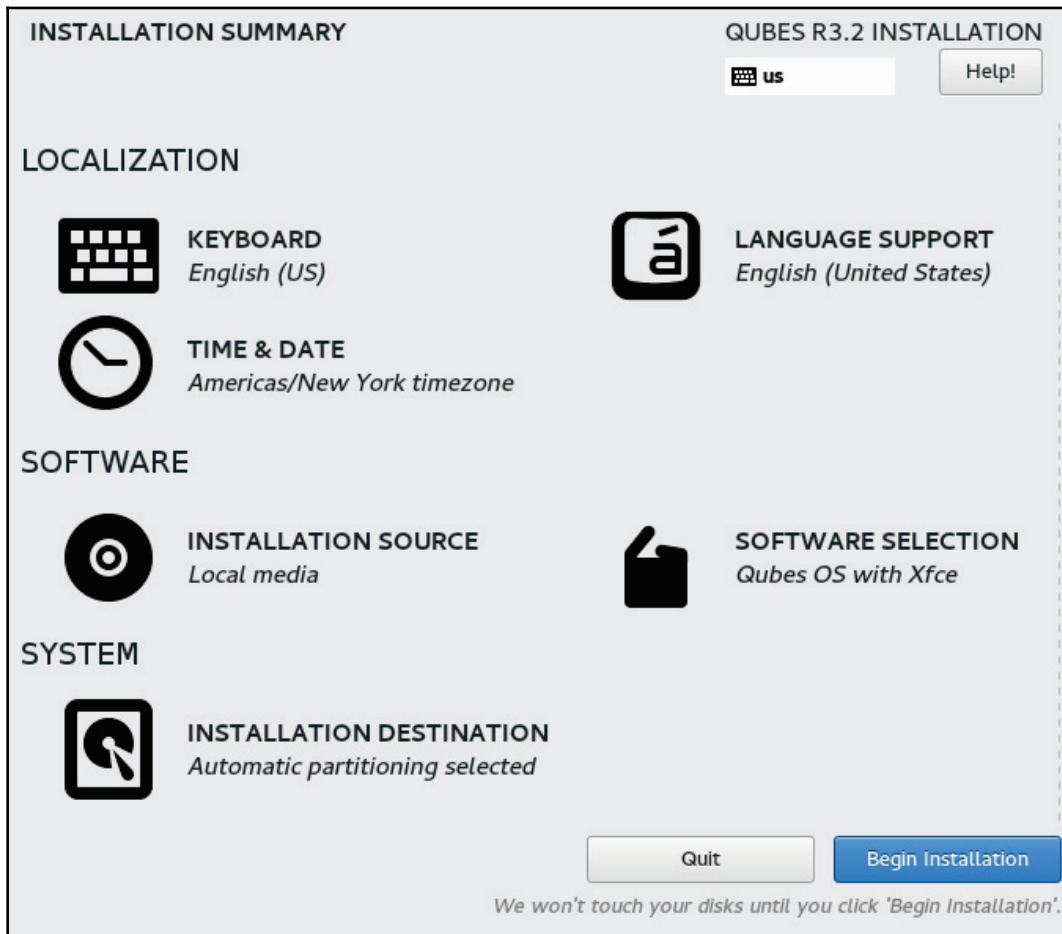 INSTALLATION SUMMARY
QUBES R3.2 INSTALLATION
us
Help!
LOCALIZATION
KEYBOARD
English (US)
LANGUAGE SUPPORT
English (United States)
TIME & DATE
Americas/New York timezone
SOFTWARE
INSTALLATION SOURCE
Local media
SOFTWARE SELECTION
Qubes OS with Xfce
SYSTEM
INSTALLATION DESTINATION
Automatic partitioning selected
Quit
Begin Installation
We won't touch your disks until you click 'Begin Installation'.